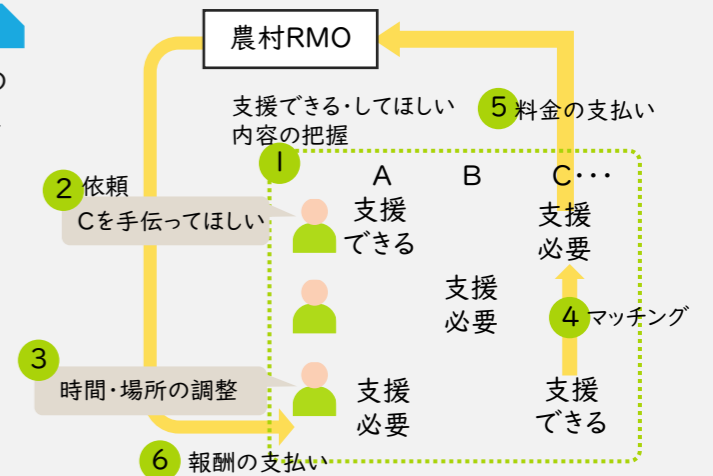 農村RMO
の
支援できる・してほしい
内容の把握
5 料金の支払い
1
2 依頼
Cを手伝ってほしい
A B C・・・
支援
できる
支援
必要
支援
必要
4 マッチング
3
時間・場所の調整
支援
必要
支援
できる
6 報酬の支払い